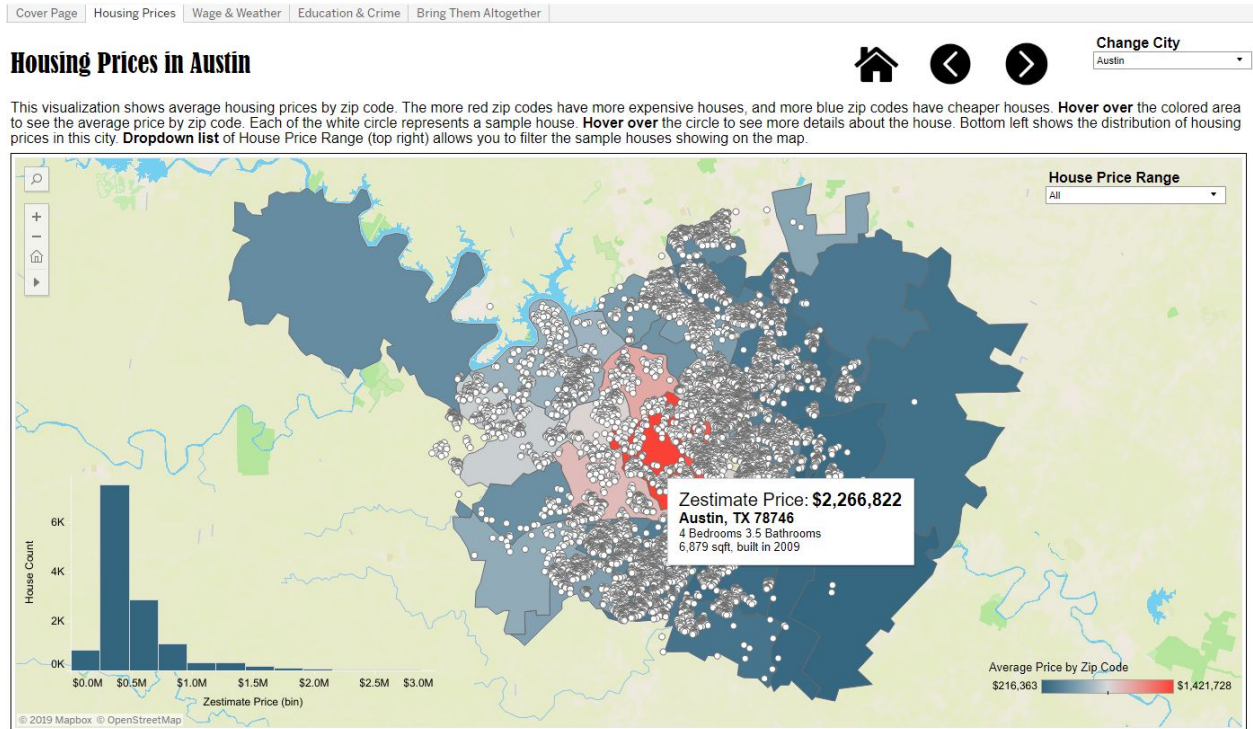 Cover Page Housing Prices Wage & Weather Education & Crime Bring Them Altogether
Housing Prices in Austin
Change City
Austin
This visualization shows average housing prices by zip code. The more red zip codes have more expensive houses, and more blue zip codes have cheaper houses. Hover over the colored area
to see the average price by zip code. Each of the white circle represents a sample house. Hover over the circle to see more details about the house. Bottom left shows the distribution of housing
prices in this city. Dropdown list of House Price Range (top right) allows you to filter the sample houses showing on the map.
House Price Range
All
Zestimate Price: $2,266,822
Austin, TX 78746
4 Bedrooms 3.5 Bathrooms
6,879 sqft, built in 2009
House Count
6K
4K
2K
0K
$0.0M $0.5M $1.0M $1.5M $2.0M $2.5M $3.0M
Zestimate Price (bin)
Average Price by Zip Code
$216,363 $1,421,728
© 2019 Mapbox © OpenStreetMap